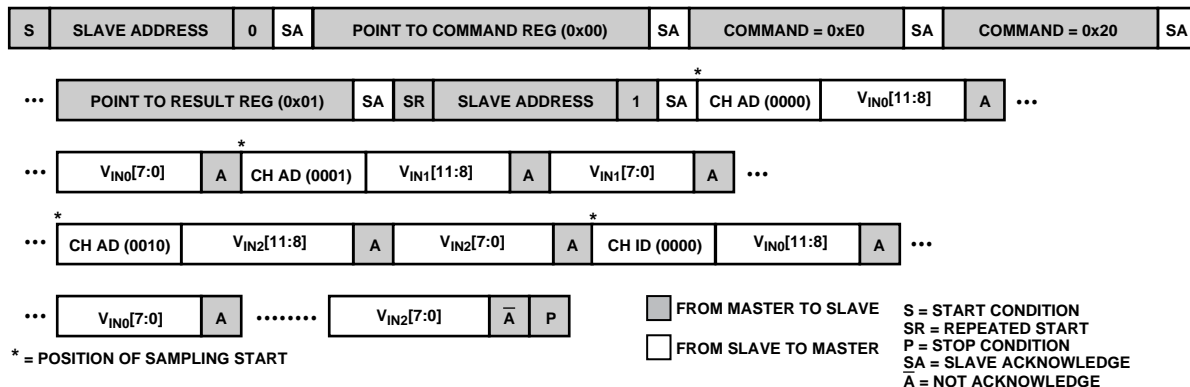 S SLAVE ADDRESS 0 SA POINT TO COMMAND REG (0x00) SA COMMAND = 0xE0 SA COMMAND = 0x20 SA
*
... POINT TO RESULT REG (0x01) SA SR SLAVE ADDRESS 1 SA CH AD (0000) VIN0[11:8] A ...
*
... VIN0[7:0] A CH AD (0001) VIN1[11:8] A VIN1[7:0] A ...
* *
... CH AD (0010) VIN2[11:8] A VIN2[7:0] A CH ID (0000) VIN0[11:8] A ...
... VIN0[7:0] A ........ VIN2[7:0] A̅ P
* = POSITION OF SAMPLING START
FROM MASTER TO SLAVE
FROM SLAVE TO MASTER
S = START CONDITION
SR = REPEATED START
P = STOP CONDITION
SA = SLAVE ACKNOWLEDGE
A̅ = NOT ACKNOWLEDGE